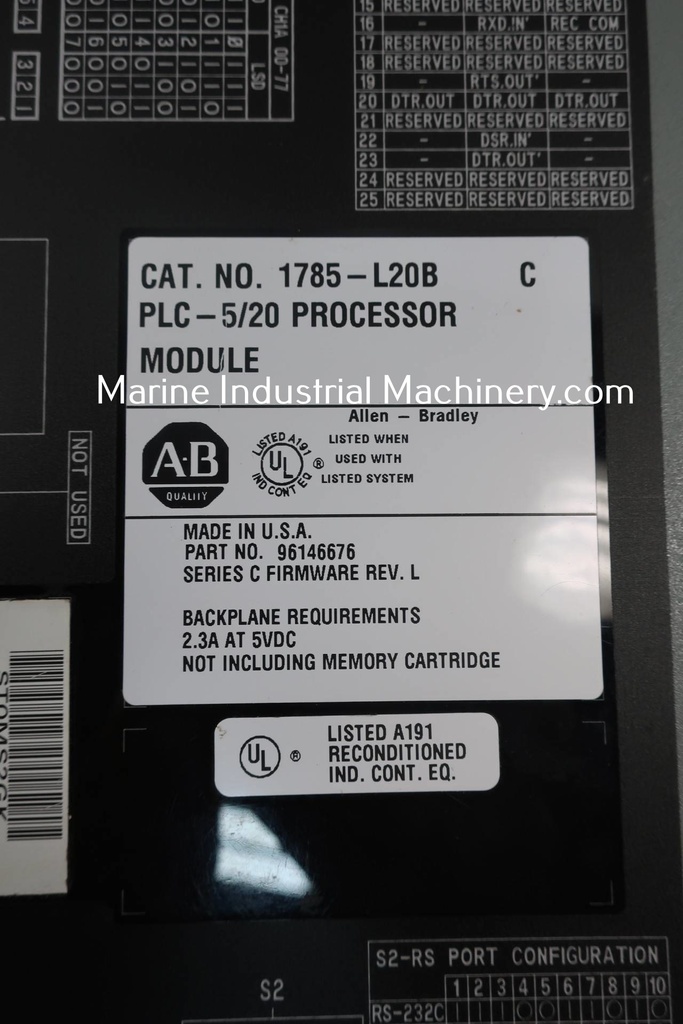 15 RESERVED RESERVED RESERVED
16 - RXD.IN' REC COM
17 RESERVED RESERVED RESERVED
18 RESERVED RESERVED RESERVED
19 - RTS.OUT' -
20 DTR.OUT DTR.OUT DTR.OUT
21 RESERVED RESERVED RESERVED
22 - DSR.IN' -
23 - DTR.OUT' -
24 RESERVED RESERVED RESERVED
25 RESERVED RESERVED RESERVED
LSD
3 2 1
CAT. NO. 1785-L20B C
PLC-5/20 PROCESSOR
MODULE
Marine Industrial Machinery.com
Allen - Bradley
A-B
QUALITY
LISTED A191
UL ®
IND CONT EQ
LISTED WHEN
USED WITH
LISTED SYSTEM
NOT USED
MADE IN U.S.A.
PART NO. 96146676
SERIES C FIRMWARE REV. L
BACKPLANE REQUIREMENTS
2.3A AT 5VDC
NOT INCLUDING MEMORY CARTRIDGE
UL ®
LISTED A191
RECONDITIONED
IND. CONT. EQ.
S2-RS PORT CONFIGURATION
1 2 3 4 5 6 7 8 9 10
RS-232C
S2